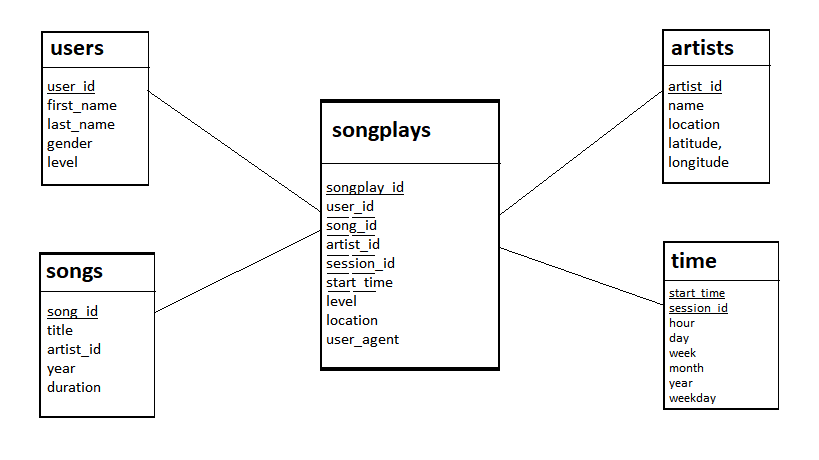 users
user_id
first_name
last_name
gender
level
songs
song_id
title
artist_id
year
duration
songplays
songplay_id
user_id
song_id
artist_id
session_id
start_time
level
location
user_agent
artists
artist_id
name
location
latitude,
longitude
time
start_time
session_id
hour
day
week
month
year
weekday